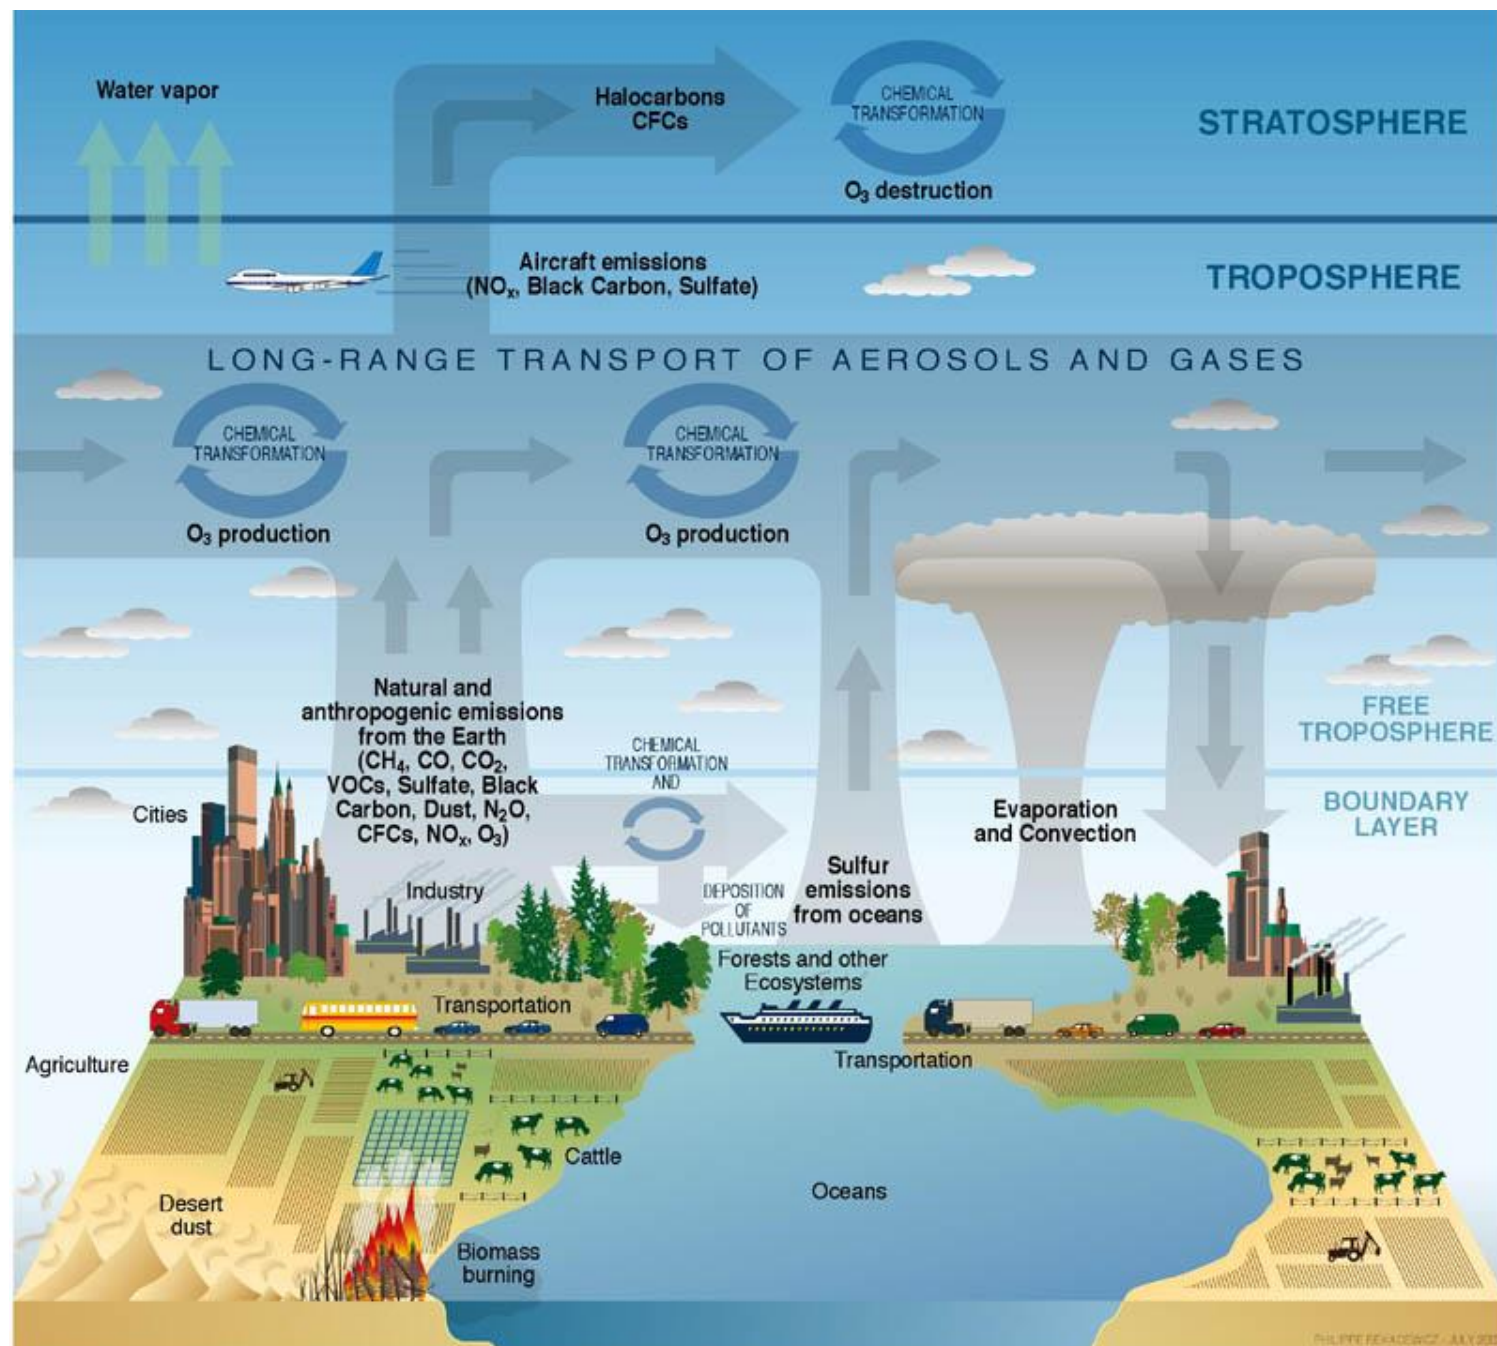 Water vapor
Halocarbons
CFCs
CHEMICAL
TRANSFORMATION
O₃ destruction
STRATOSPHERE
Aircraft emissions
(NOₓ, Black Carbon, Sulfate)
TROPOSPHERE
LONG-RANGE TRANSPORT OF AEROSOLS AND GASES
CHEMICAL
TRANSFORMATION
O₃ production
CHEMICAL
TRANSFORMATION
O₃ production
Natural and
anthropogenic emissions
from the Earth
(CH₄, CO, CO₂,
VOCs, Sulfate, Black
Carbon, Dust, N₂O,
CFCs, NOₓ, O₃)
CHEMICAL
TRANSFORMATION
AND
DEPOSITION
OF
POLLUTANTS
FREE
TROPOSPHERE
BOUNDARY
LAYER
Cities
Evaporation
and Convection
Sulfur
emissions
from oceans
Industry
Forests and other
Ecosystems
Transportation
Transportation
Agriculture
Cattle
Oceans
Desert
dust
Biomass
burning
PHILIPPE REKACEWICZ - JULY